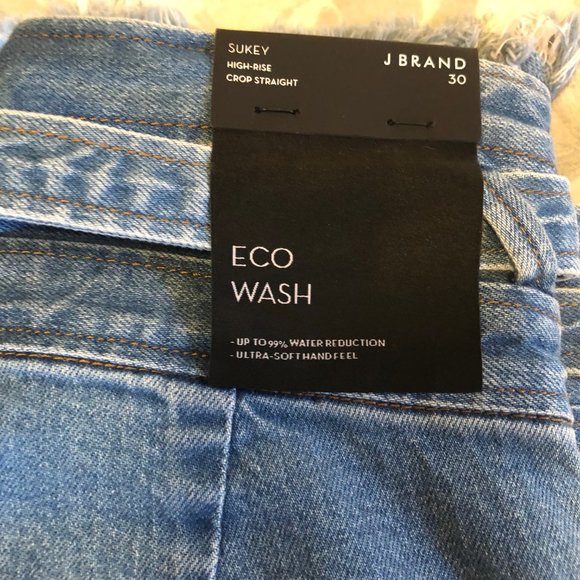 SUKEY
HIGH-RISE
CROP STRAIGHT
J BRAND
30
ECO
WASH
- UP TO 99% WATER REDUCTION
- ULTRA-SOFT HAND FEEL